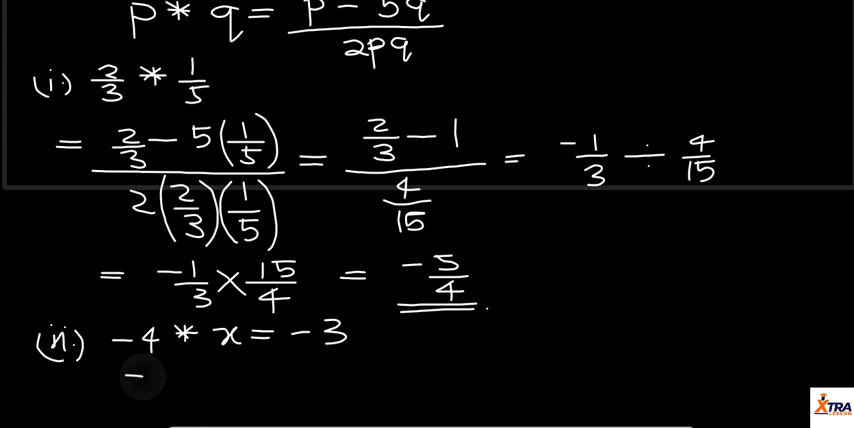 p * q = (p - 5q)/(2pq)
(i.) 2/3 * 1/5
= (2/3 - 5(1/5))/(2(2/3)(1/5)) = (2/3 - 1)/(4/15) = -1/3 ÷ 4/15
= -1/3 × 15/4 = -5/4.
(ii.) -4 * x = -3
-
XTRA
LESSON